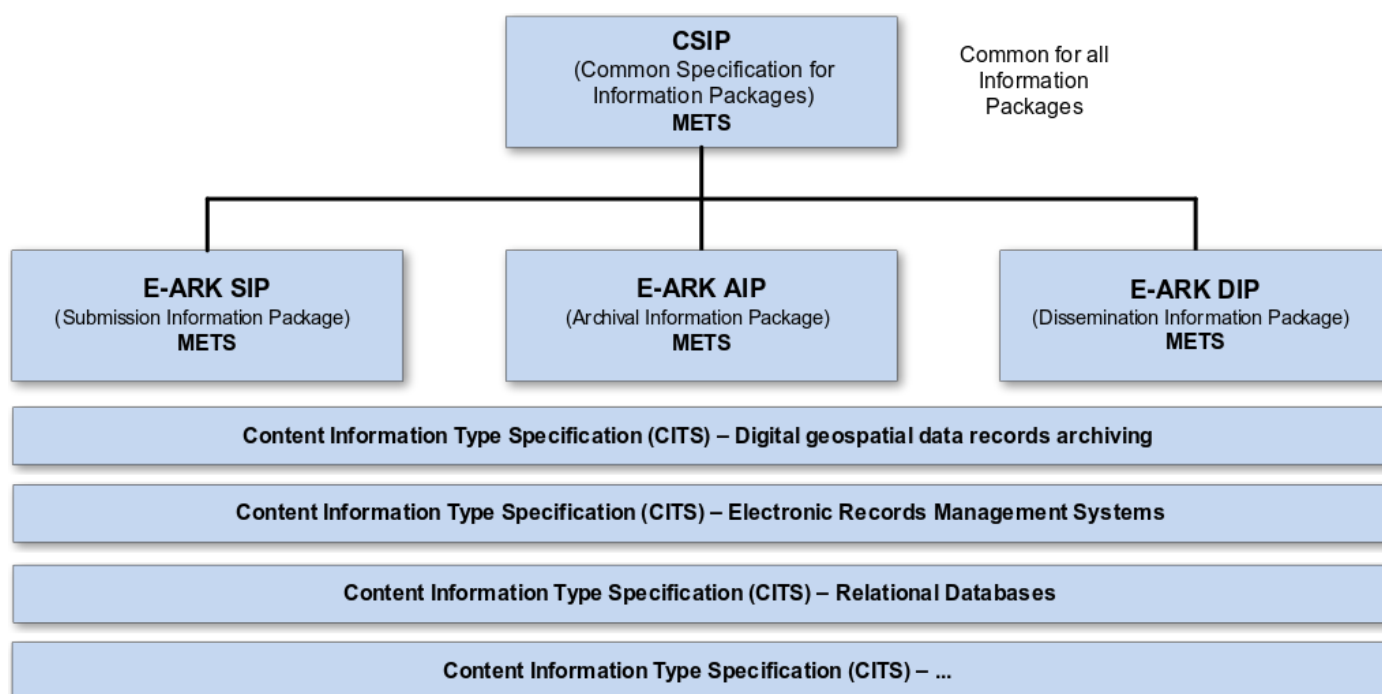 CSIP
(Common Specification for
Information Packages)
METS
Common for all
Information
Packages
E-ARK SIP
(Submission Information Package)
METS
E-ARK AIP
(Archival Information Package)
METS
E-ARK DIP
(Dissemination Information Package)
METS
Content Information Type Specification (CITS) – Digital geospatial data records archiving
Content Information Type Specification (CITS) – Electronic Records Management Systems
Content Information Type Specification (CITS) – Relational Databases
Content Information Type Specification (CITS) – ...